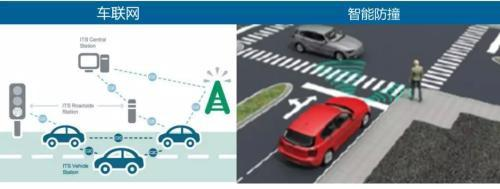 车联网
智能防撞
ITS Central
Station
ITS Roadside
Station
ITS Vehicle
Station